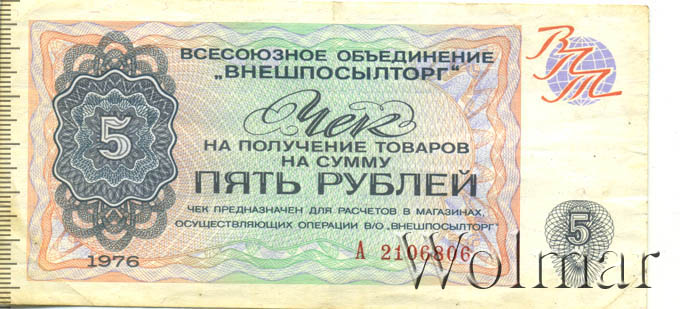 ВСЕСОЮЗНОЕ ОБЪЕДИНЕНИЕ
„ВНЕШПОСЫЛТОРГ"
ВПТ
Чек
НА ПОЛУЧЕНИЕ ТОВАРОВ
НА СУММУ
ПЯТЬ РУБЛЕЙ
5
ЧЕК ПРЕДНАЗНАЧЕН ДЛЯ РАСЧЕТОВ В МАГАЗИНАХ,
ОСУЩЕСТВЛЯЮЩИХ ОПЕРАЦИИ В/О „ВНЕШПОСЫЛТОРГ"
5
1976
А 2106806
Wolmar